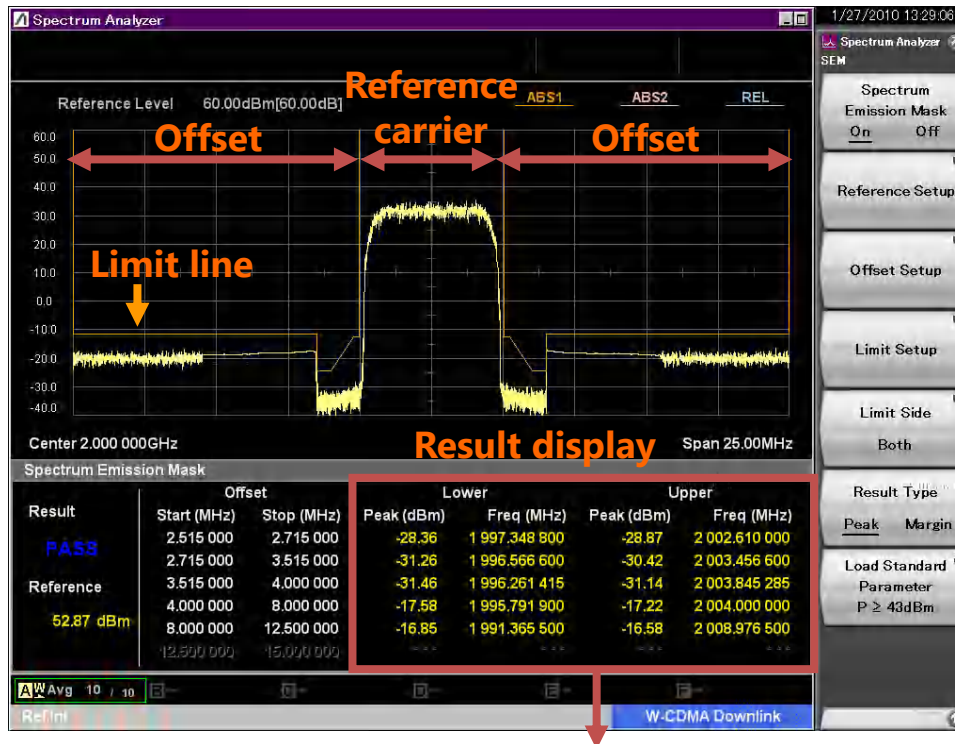 Spectrum Analyzer
1/27/2010 13:29:06
Spectrum Analyzer
SEM
Reference Level 60.00dBm[60.00dB]
ABS1 ABS2 REL
Reference
carrier
Offset
Offset
Limit line
60.0
50.0
40.0
30.0
20.0
10.0
0.0
-10.0
-20.0
-30.0
-40.0
Center 2.000 000GHz
Span 25.00MHz
Result display
Spectrum Emission Mask
Offset Lower Upper
Result Start (MHz) Stop (MHz) Peak (dBm) Freq (MHz) Peak (dBm) Freq (MHz)
PASS
2.515 000 2.715 000 -28.36 1 997.348 800 -28.87 2 002.610 000
2.715 000 3.515 000 -31.26 1 996.566 600 -30.42 2 003.456 600
Reference 3.515 000 4.000 000 -31.46 1 996.261 415 -31.14 2 003.845 285
52.87 dBm 4.000 000 8.000 000 -17.58 1 995.791 900 -17.22 2 004.000 000
8.000 000 12.500 000 -16.85 1 991.365 500 -16.58 2 008.976 500
12.500 000 15.000 000 --- --- --- ---
Avg 10 / 10
Ref.Int
W-CDMA Downlink
Spectrum
Emission Mask
On Off
Reference Setup
Offset Setup
Limit Setup
Limit Side
Both
Result Type
Peak Margin
Load Standard
Parameter
P ≥ 43dBm